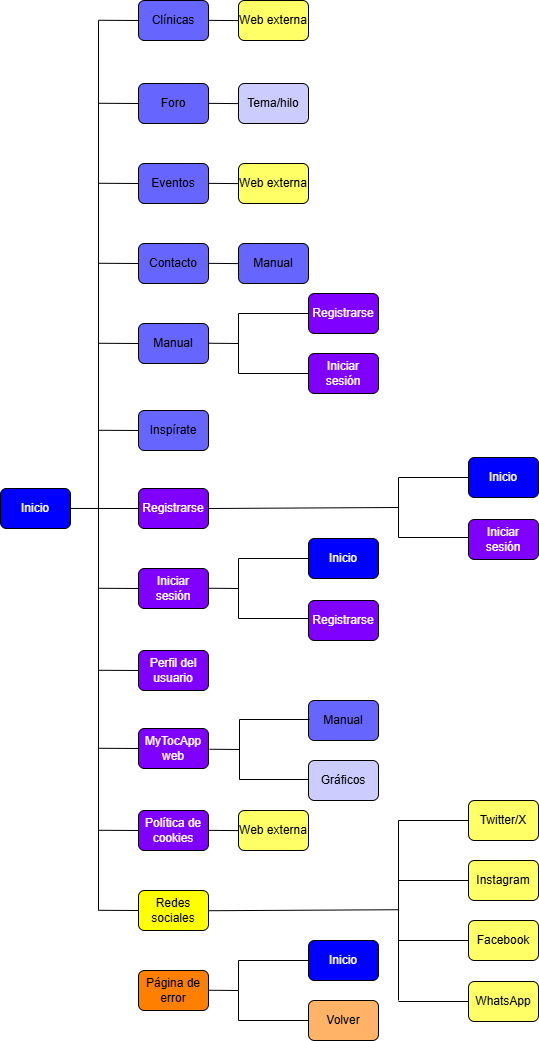 Clínicas
Web externa
Foro
Tema/hilo
Eventos
Web externa
Contacto
Manual
Manual
Registrarse
Iniciar
sesión
Inspírate
Inicio
Registrarse
Inicio
Iniciar
sesión
Iniciar
sesión
Inicio
Registrarse
Perfil del
usuario
MyTocApp
web
Manual
Gráficos
Política de
cookies
Web externa
Redes
sociales
Twitter/X
Instagram
Facebook
WhatsApp
Página de
error
Inicio
Volver